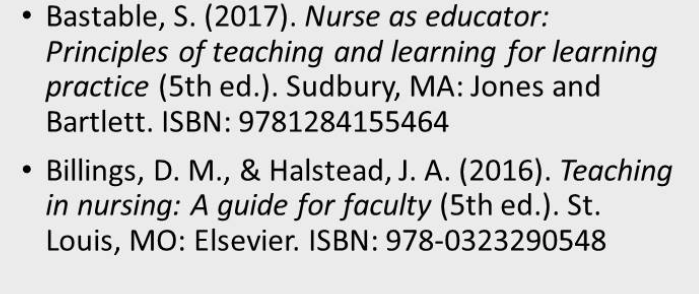 • Bastable, S. (2017). Nurse as educator:
Principles of teaching and learning for learning
practice (5th ed.). Sudbury, MA: Jones and
Bartlett. ISBN: 9781284155464
• Billings, D. M., & Halstead, J. A. (2016). Teaching
in nursing: A guide for faculty (5th ed.). St.
Louis, MO: Elsevier. ISBN: 978-0323290548